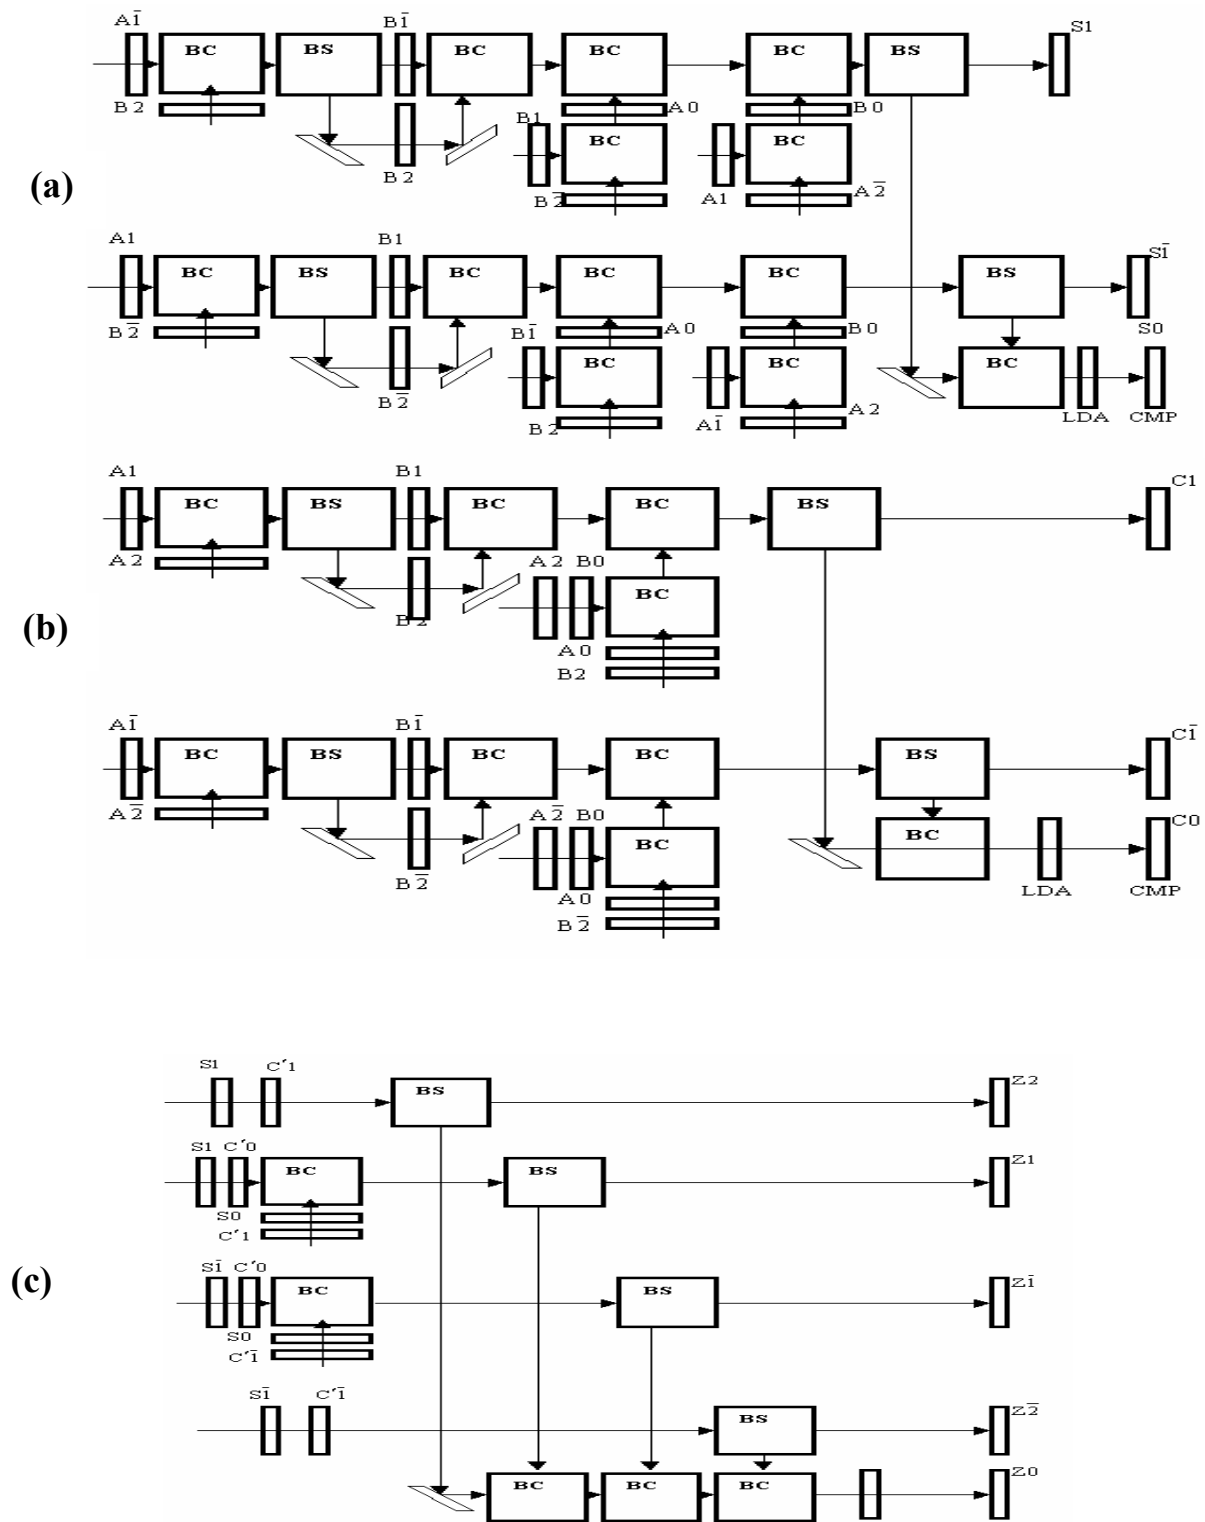 A1̅ B1̅ S1
BC BS BC BC BC BS
B2 A0 B0
B1 BC BC
B2 B2̅ A1 A2̅
(a)
A1 B1 S1̅
BC BS BC BC BC BS
B2̅ A0 B0 S0
B1̅ BC BC BC
B2̅ B2 A1̅ A2 LDA CMP
A1 B1 C1
BC BS BC BC BS
A2 A2 B0
BC
(b)
B2 A0
B2
A1̅ B1̅ C1̅
BC BS BC BC BS
A2̅ A2̅ B0 C0
BC BC
B2̅ A0 LDA CMP
B2̅
S1 C'1 Z2
BS
S1 C'0 Z1
BC BS
S0
C'1
(c)
S1̅ C'0 Z1̅
BC BS
S0
C'1̅
S1̅ C'1̅ Z2̅
BS
Z0
BC BC BC